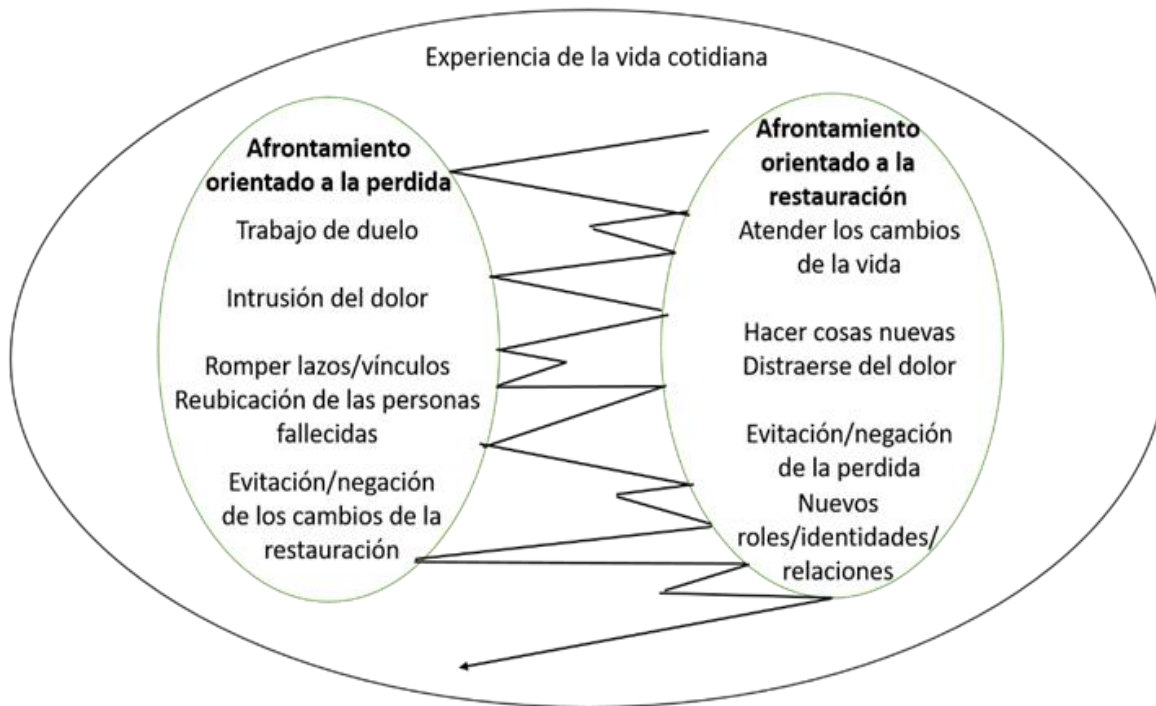 Experiencia de la vida cotidiana
Afrontamiento
orientado a la perdida
Trabajo de duelo
Intrusión del dolor
Romper lazos/vínculos
Reubicación de las personas
fallecidas
Evitación/negación
de los cambios de la
restauración
Afrontamiento
orientado a la
restauración
Atender los cambios
de la vida
Hacer cosas nuevas
Distraerse del dolor
Evitación/negación
de la perdida
Nuevos
roles/identidades/
relaciones